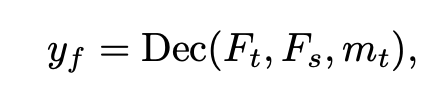 y_f = Dec(F_t, F_s, m_t),